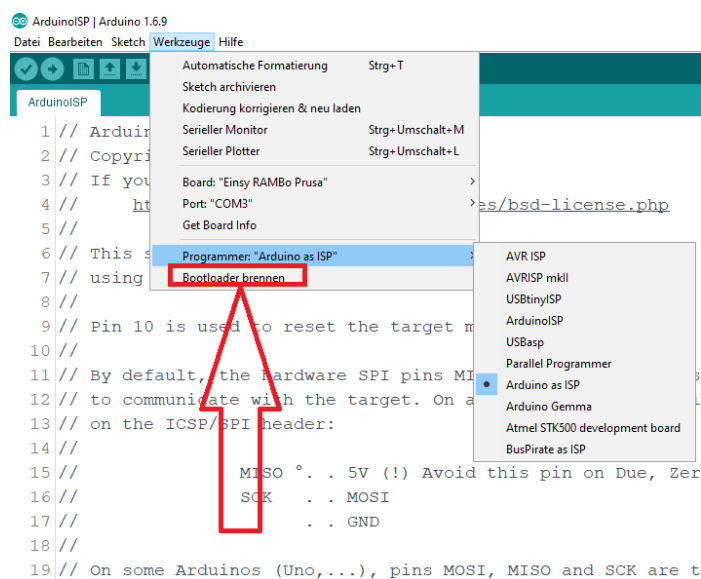 ArduinoISP | Arduino 1.6.9
Datei Bearbeiten Sketch Werkzeuge Hilfe
Automatische Formatierung Strg+T
Sketch archivieren
Kodierung korrigieren & neu laden
Serieller Monitor Strg+Umschalt+M
Serieller Plotter Strg+Umschalt+L
Board: "Einsy RAMBo Prusa"
Port: "COM3"
Get Board Info
Programmer: "Arduino as ISP"
Bootloader brennen
AVR ISP
AVRISP mkII
USBtinyISP
ArduinoISP
USBasp
Parallel Programmer
Arduino as ISP
Arduino Gemma
Atmel STK500 development board
BusPirate as ISP
ArduinoISP
1 // Arduin
2 // Copyri
3 // If you
4 // ht es/bsd-license.php
5 //
6 // This s
7 // using
8 //
9 // Pin 10 is used to reset the target m
10 //
11 // By default, the hardware SPI pins MI s
12 // to communicate with the target. On a i
13 // on the ICSP/SPI header:
14 //
15 // MISO °. . 5V (!) Avoid this pin on Due, Zer
16 // SCK . . MOSI
17 // . . GND
18 //
19 // On some Arduinos (Uno,...), pins MOSI, MISO and SCK are t